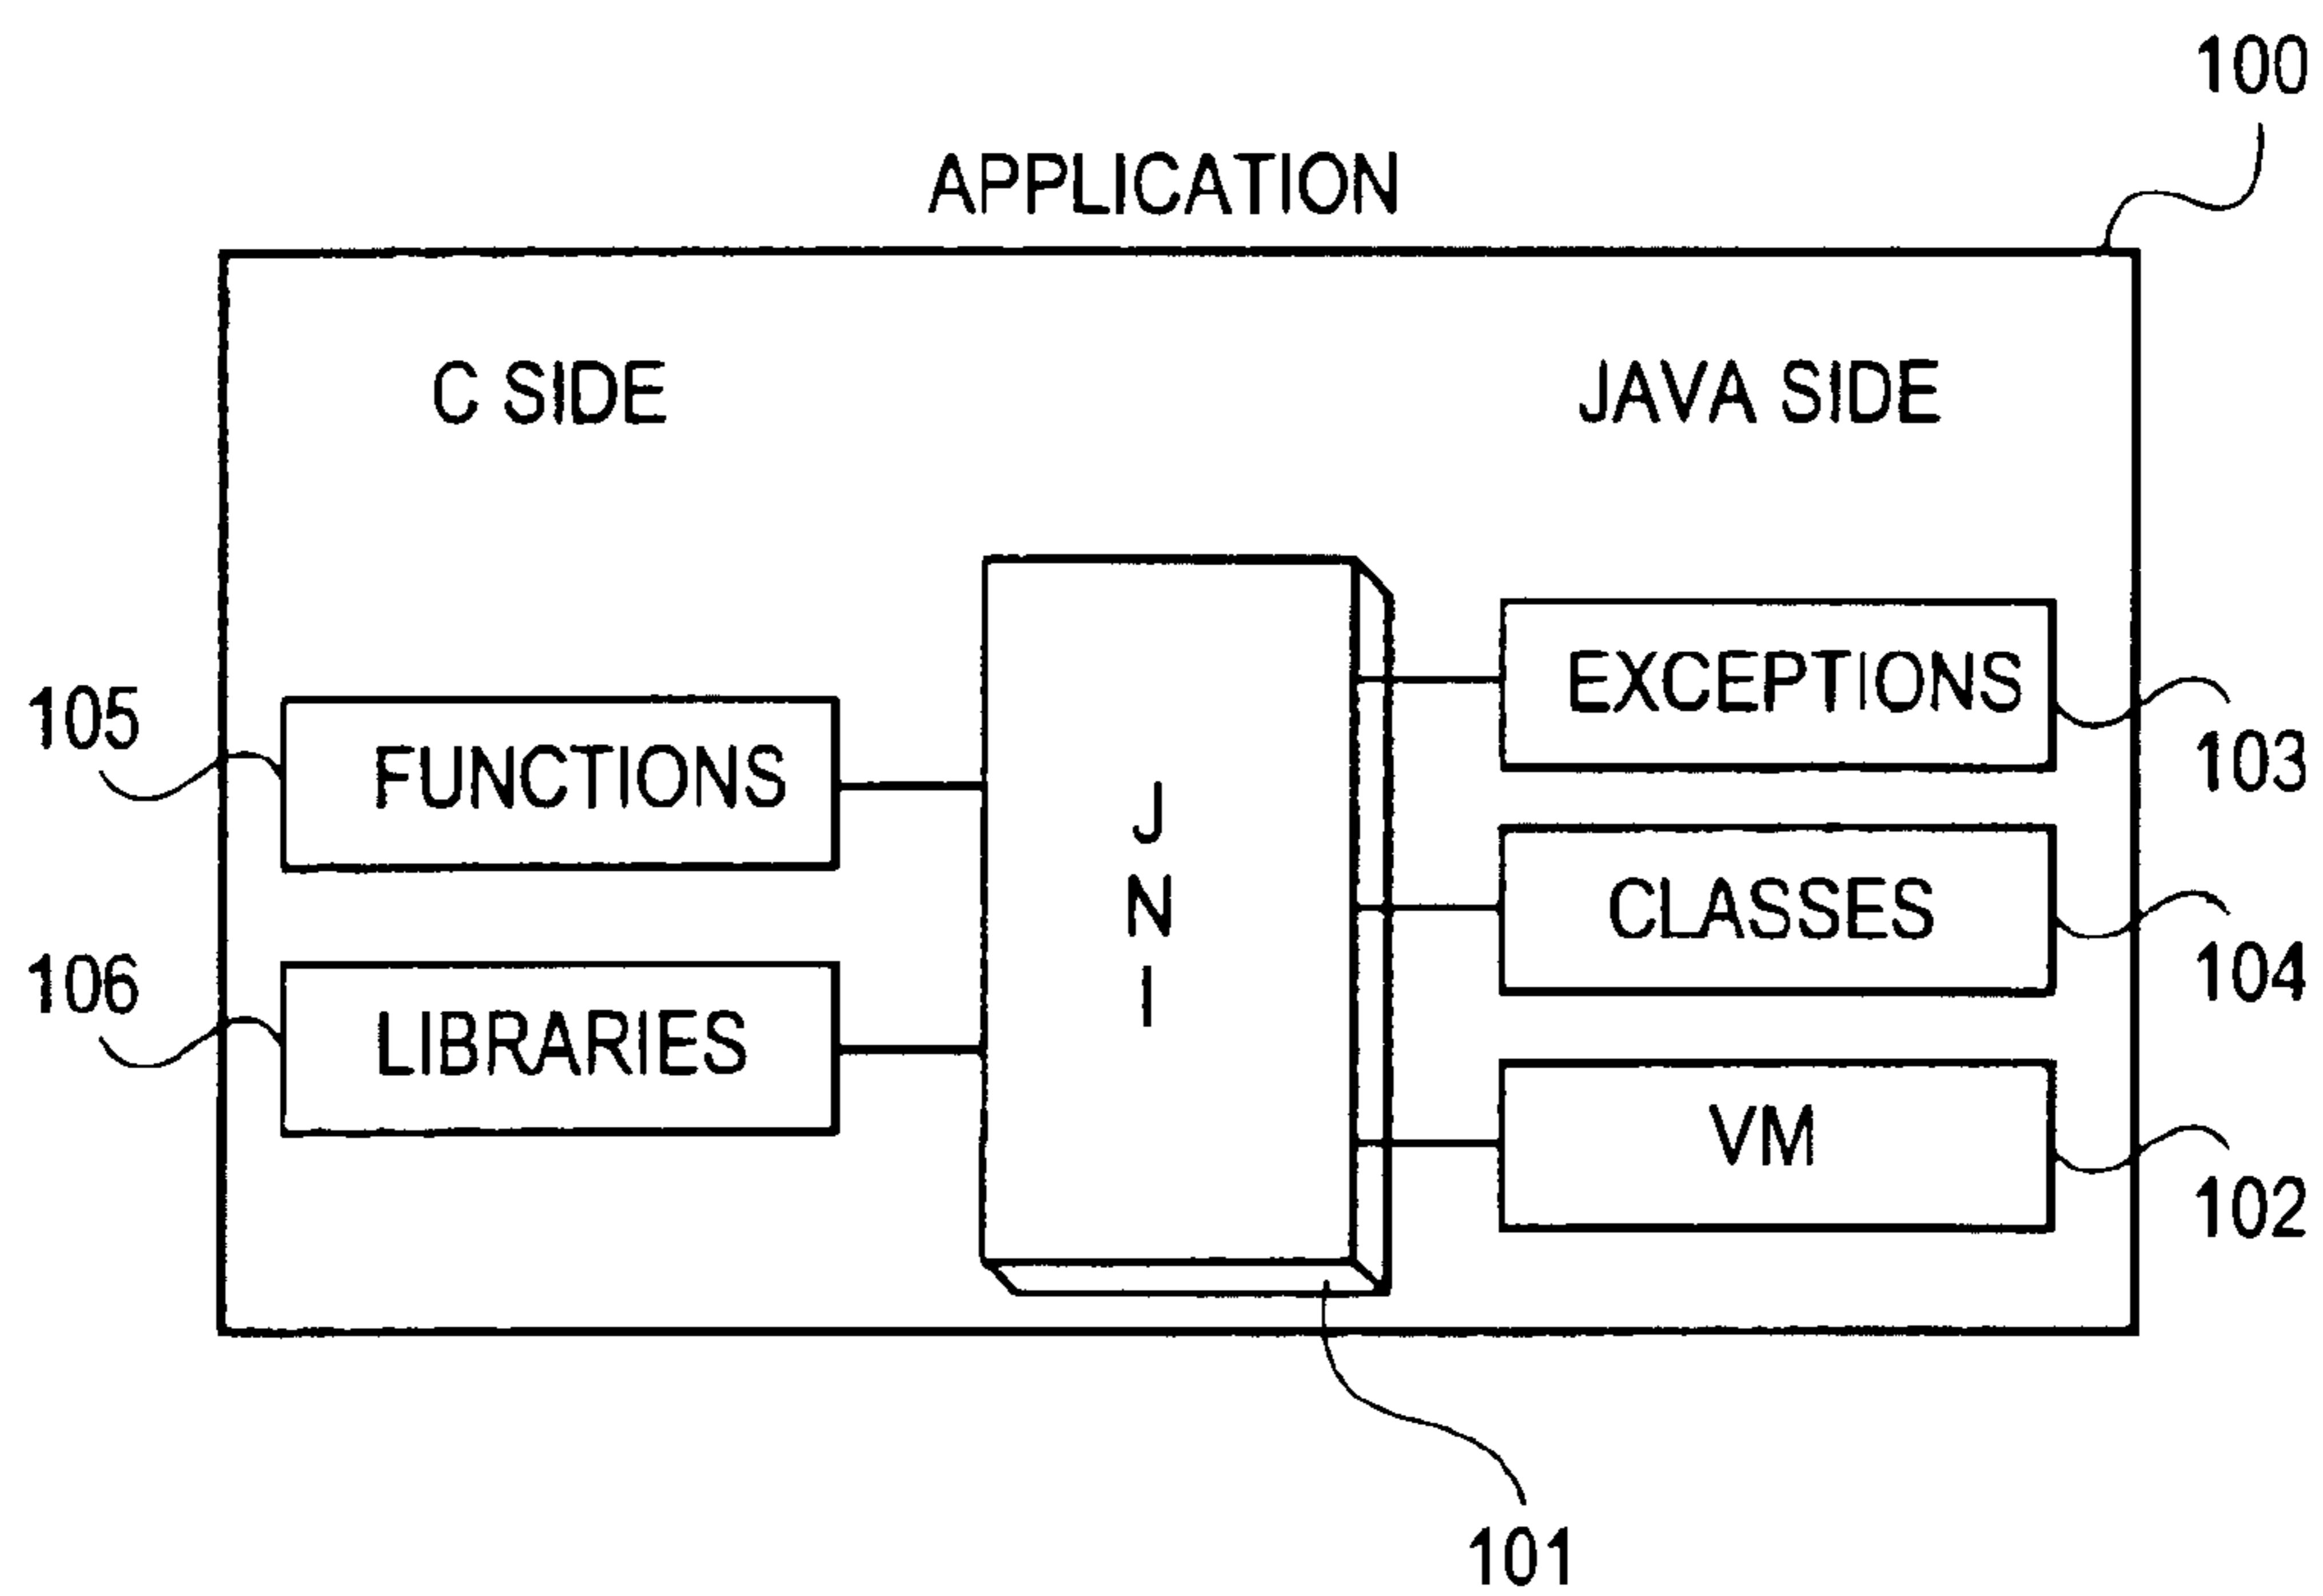 100
APPLICATION
C SIDE
JAVA SIDE
EXCEPTIONS
103
105
FUNCTIONS
J
N
I
CLASSES
104
106
LIBRARIES
VM
102
101